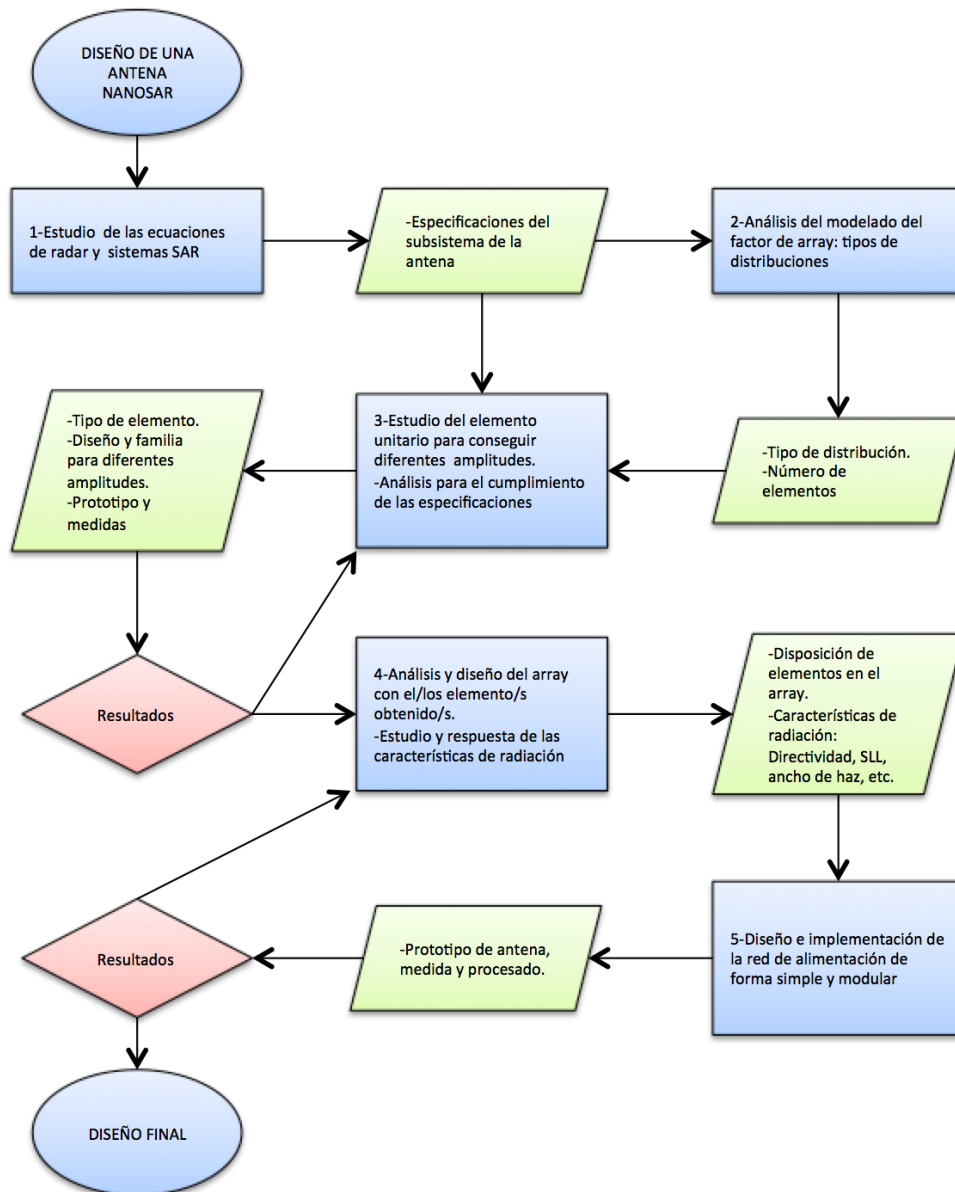 DISEÑO DE UNA
ANTENA
NANOSAR
1-Estudio de las ecuaciones
de radar y sistemas SAR
-Especificaciones del
subsistema de la
antena
2-Análisis del modelado del
factor de array: tipos de
distribuciones
-Tipo de elemento.
-Diseño y familia
para diferentes
amplitudes.
-Prototipo y
medidas
3-Estudio del elemento
unitario para conseguir
diferentes amplitudes.
-Análisis para el cumplimiento
de las especificaciones
-Tipo de distribución.
-Número de
elementos
Resultados
4-Análisis y diseño del array
con el/los elemento/s
obtenido/s.
-Estudio y respuesta de las
características de radiación
-Disposición de
elementos en el
array.
-Características de
radiación:
Directividad, SLL,
ancho de haz, etc.
Resultados
-Prototipo de antena,
medida y procesado.
5-Diseño e implementación de
la red de alimentación de
forma simple y modular
DISEÑO FINAL